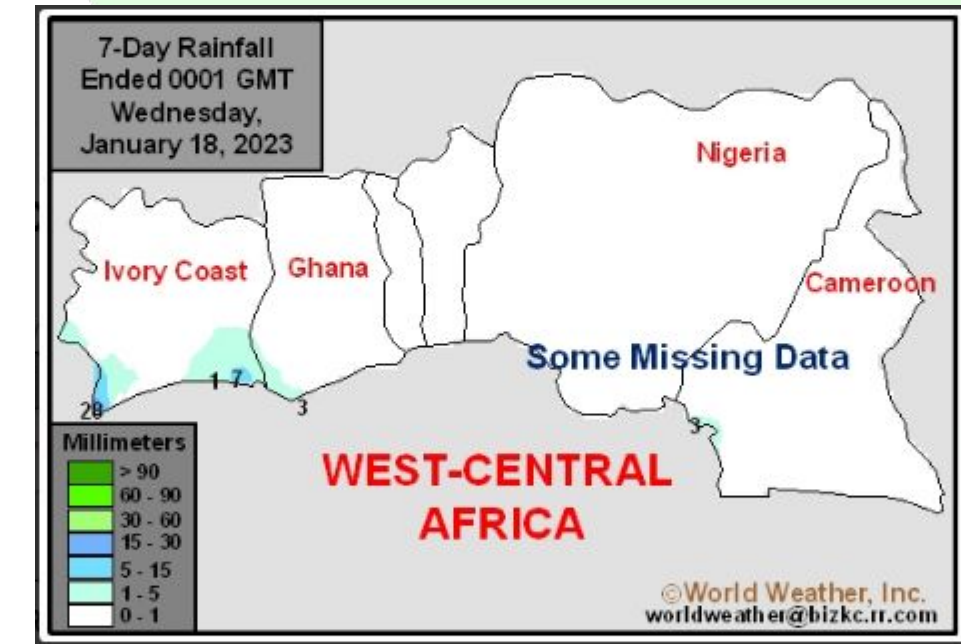 7-Day Rainfall
Ended 0001 GMT
Wednesday,
January 18, 2023
Nigeria
Ivory Coast
Ghana
Cameroon
Some Missing Data
1 7
3
3
Millimeters
> 90
60 - 90
30 - 60
15 - 30
5 - 15
1 - 5
0 - 1
WEST-CENTRAL
AFRICA
©World Weather, Inc.
worldweather@bizkc.rr.com